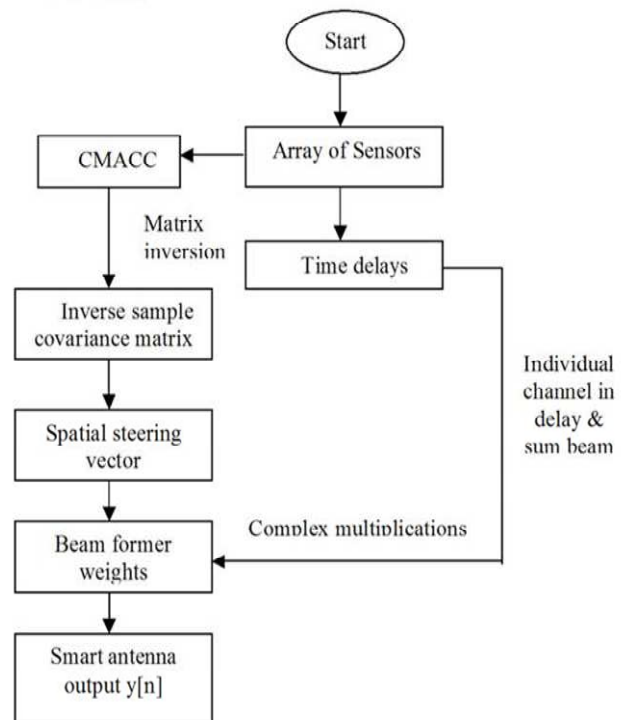 Start
Array of Sensors
CMACC
Matrix
inversion
Time delays
Inverse sample
covariance matrix
Individual
channel in
delay &
sum beam
Spatial steering
vector
Complex multiplications
Beam former
weights
Smart antenna
output y[n]